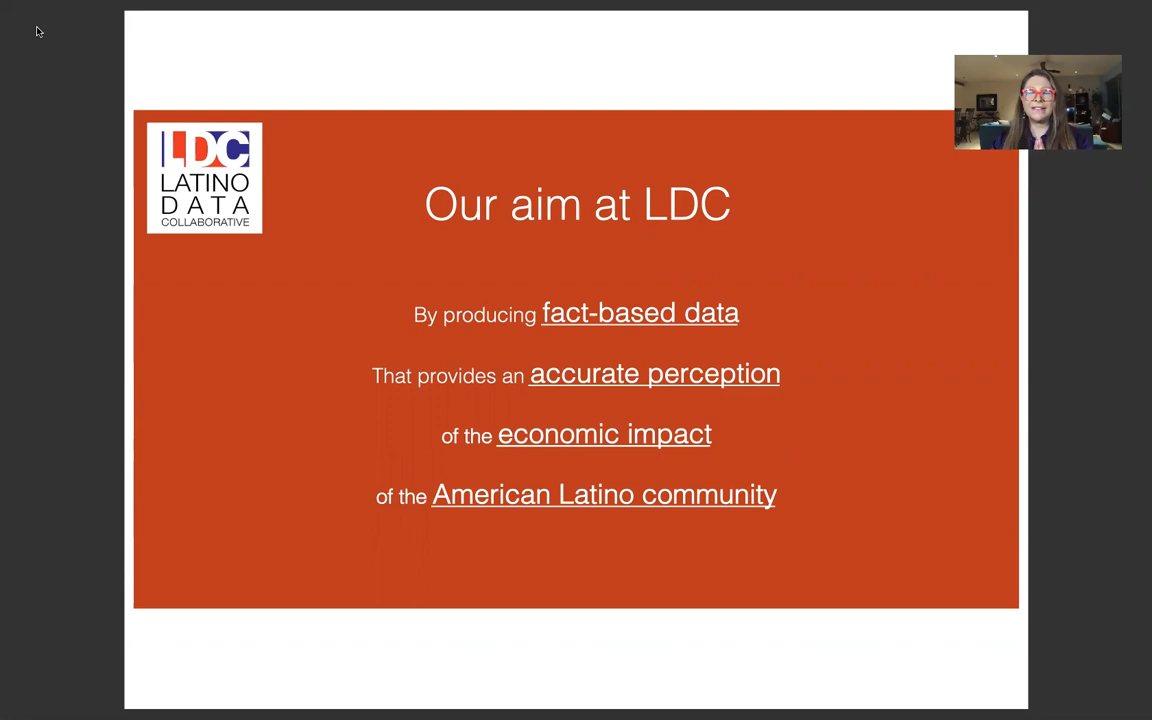 LDC
LATINO
DATA
COLLABORATIVE
Our aim at LDC
By producing fact-based data
That provides an accurate perception
of the economic impact
of the American Latino community